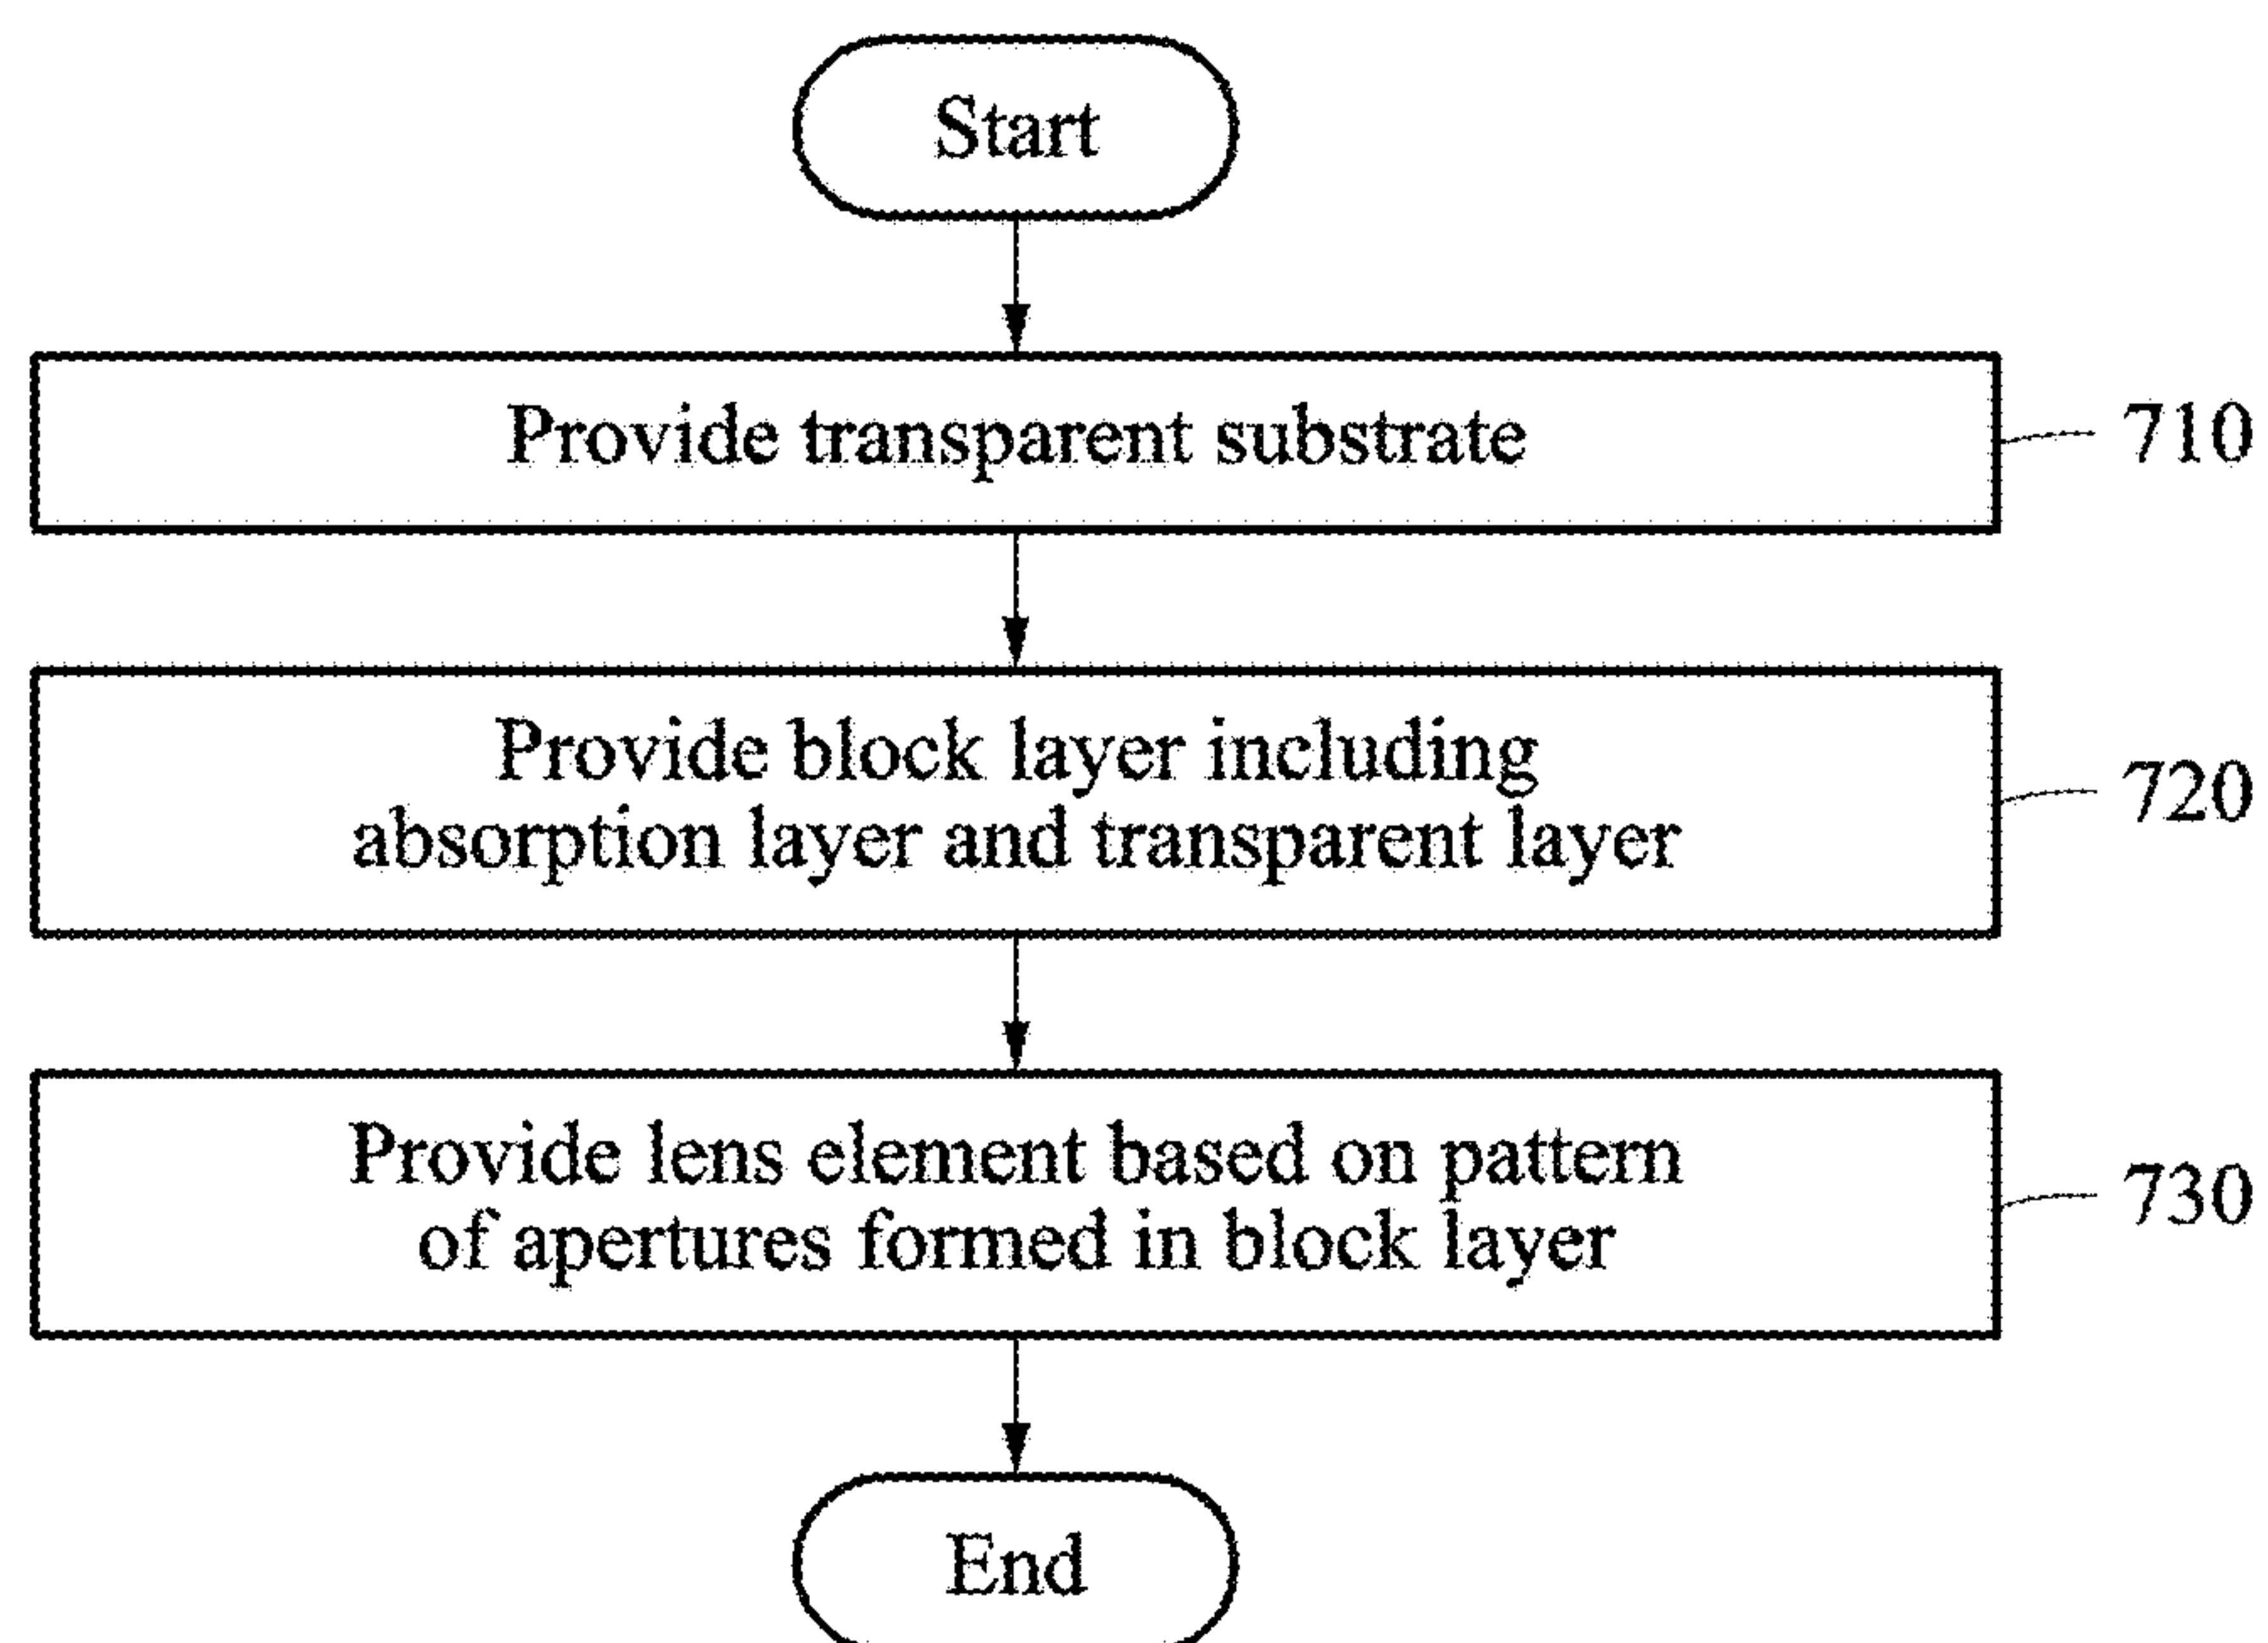 Start
Provide transparent substrate
710
Provide block layer including
absorption layer and transparent layer
720
Provide lens element based on pattern
of apertures formed in block layer
730
End